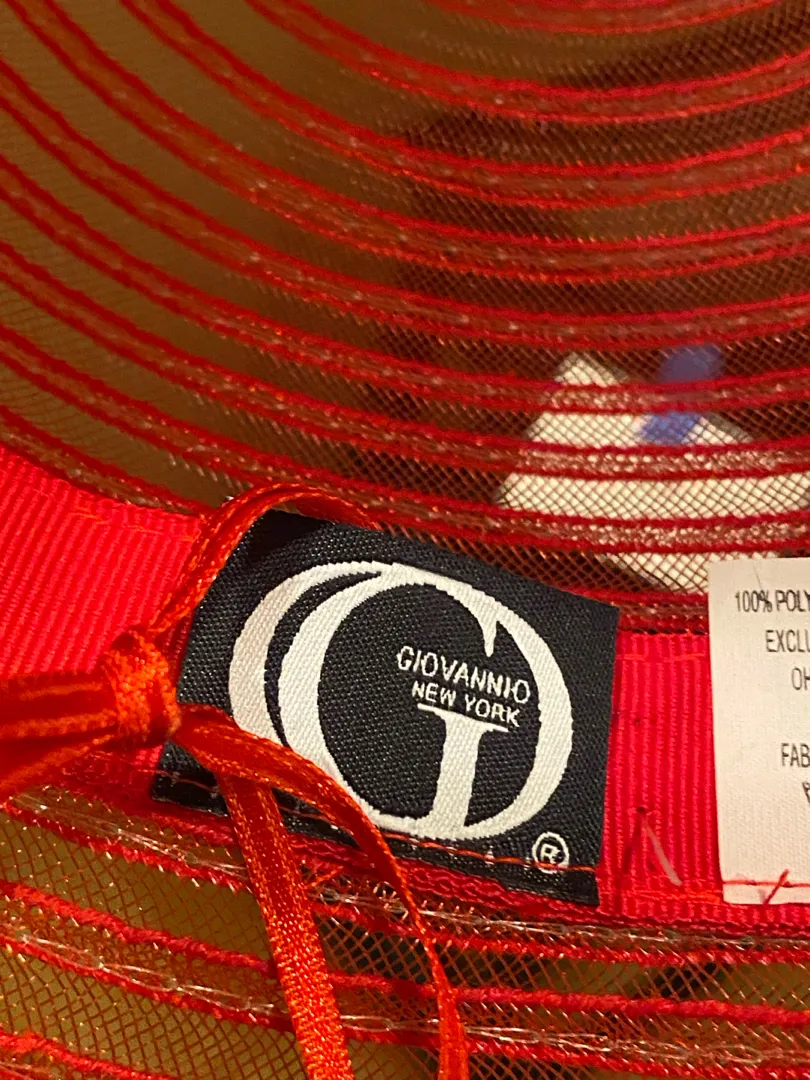 GIOVANNIO
NEW YORK
G
®
100% POLY
EXCLU
OH
FAB